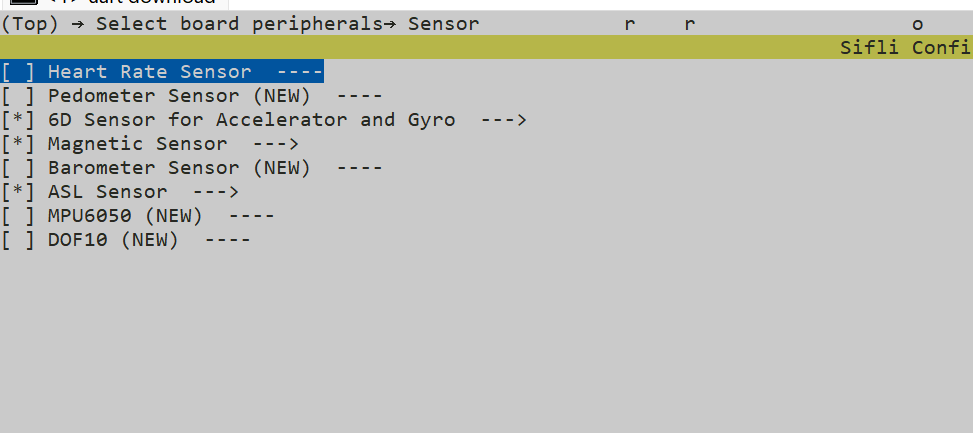 uart download
(Top) → Select board peripherals→ Sensor r r o
Sifli Confi
[ ] Heart Rate Sensor ----
[ ] Pedometer Sensor (NEW) ----
[*] 6D Sensor for Accelerator and Gyro --->
[*] Magnetic Sensor --->
[ ] Barometer Sensor (NEW) ----
[*] ASL Sensor --->
[ ] MPU6050 (NEW) ----
[ ] DOF10 (NEW) ----